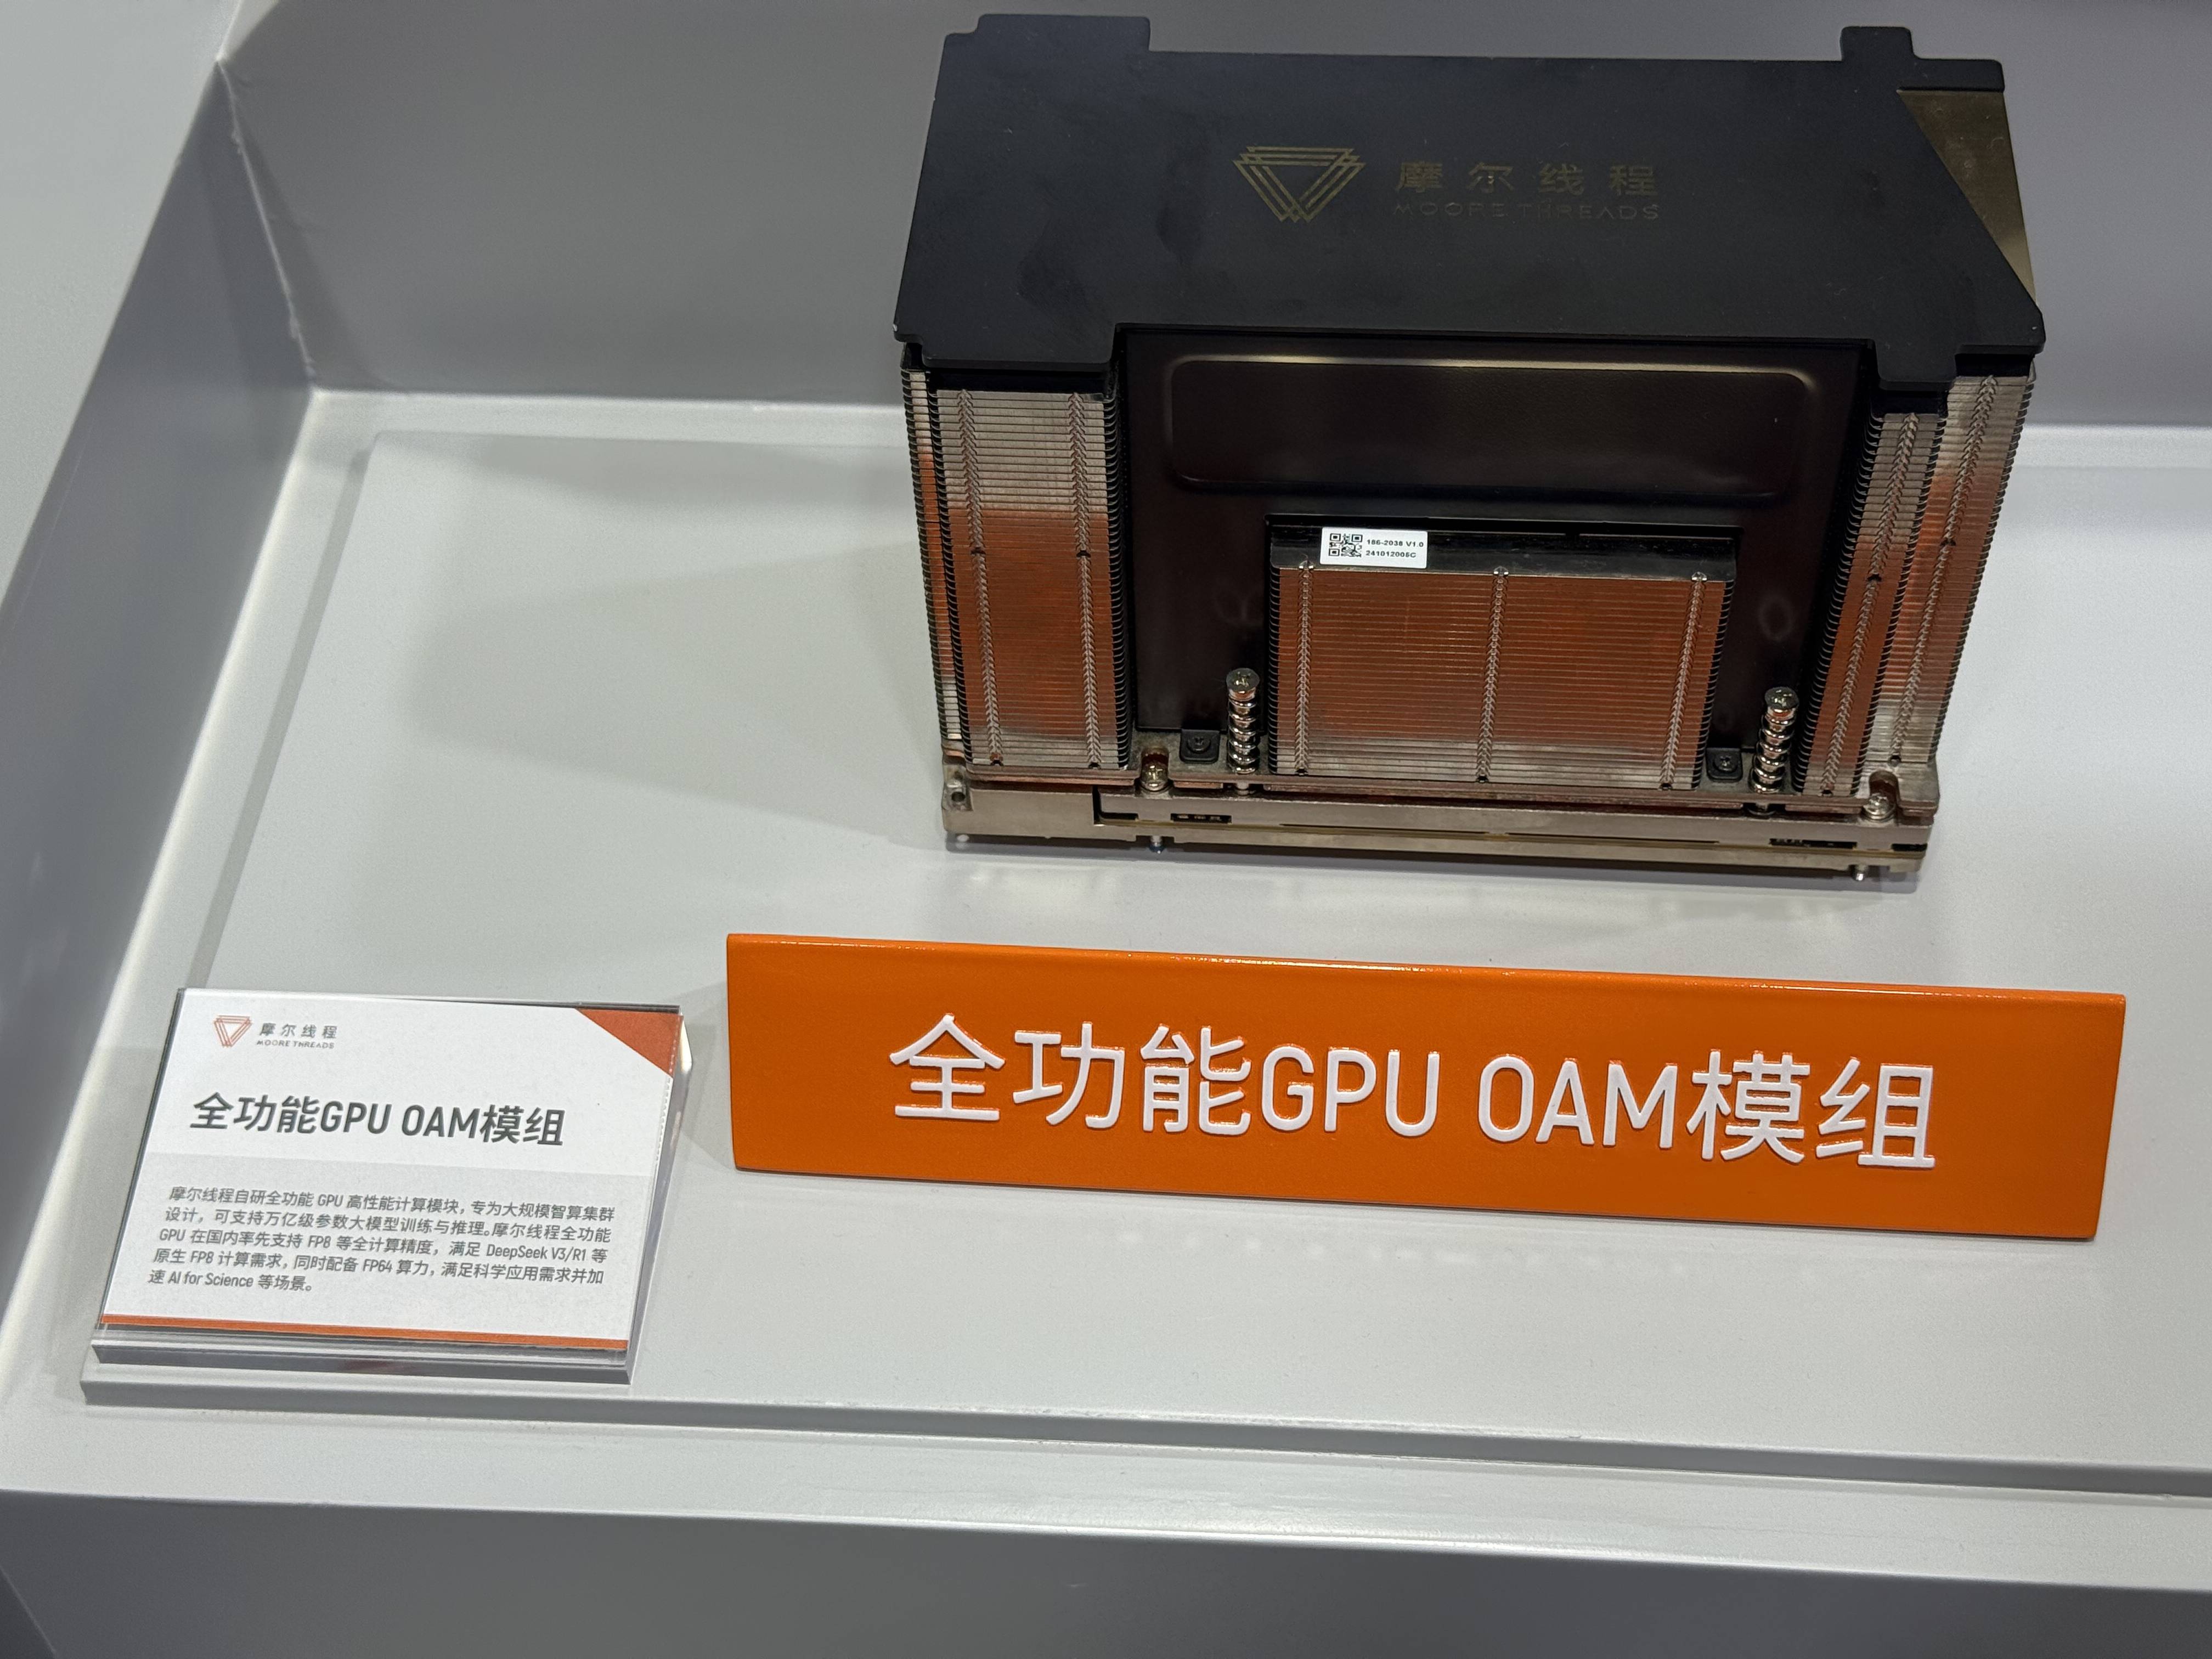 摩尔线程
MOORE THREADS
186-2038 V1.0
241012005C
全功能GPU OAM模组
摩尔线程
MOORE THREADS
全功能GPU OAM模组
摩尔线程自研全功能 GPU 高性能计算模块，专为大规模智算集群
设计，可支持万亿级参数大模型训练与推理。摩尔线程全功能
GPU 在国内率先支持 FP8 等全计算精度，满足 DeepSeek V3/R1 等
原生 FP8 计算需求，同时配备 FP64 算力，满足科学应用需求并加
速 AI for Science 等场景。